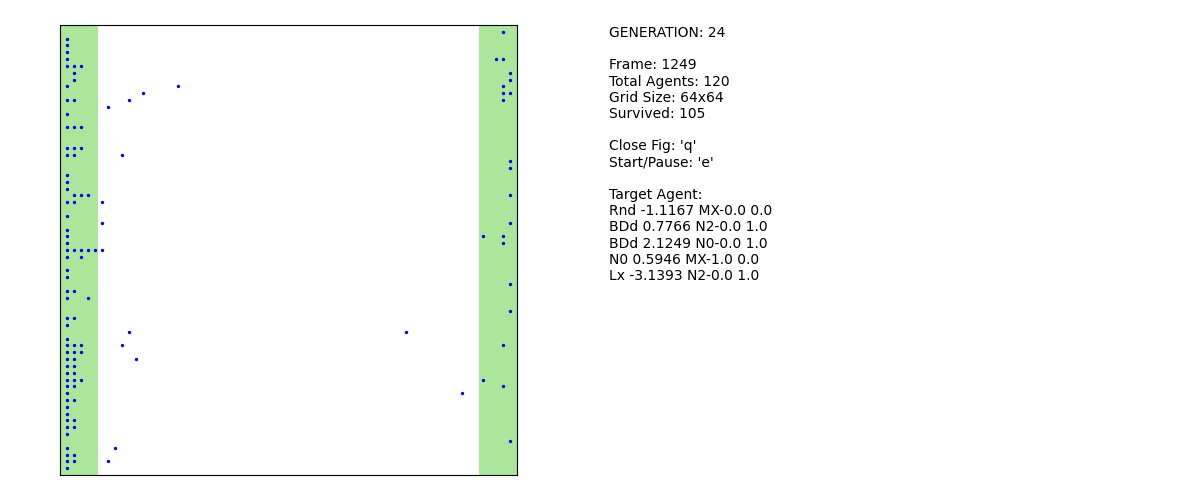 GENERATION: 24
Frame: 1249
Total Agents: 120
Grid Size: 64x64
Survived: 105
Close Fig: 'q'
Start/Pause: 'e'
Target Agent:
Rnd -1.1167 MX-0.0 0.0
BDd 0.7766 N2-0.0 1.0
BDd 2.1249 N0-0.0 1.0
N0 0.5946 MX-1.0 0.0
Lx -3.1393 N2-0.0 1.0